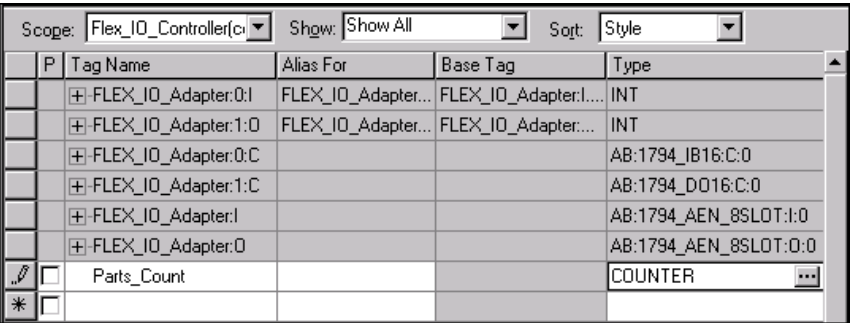 Scope: Flex_IO_Controller(c Show: Show All Sort: Style
P Tag Name Alias For Base Tag Type
FLEX_IO_Adapter:0:I FLEX_IO_Adapter... FLEX_IO_Adapter:I.... INT
FLEX_IO_Adapter:1:O FLEX_IO_Adapter... FLEX_IO_Adapter:... INT
FLEX_IO_Adapter:0:C AB:1794_IB16:C:0
FLEX_IO_Adapter:1:C AB:1794_DO16:C:0
FLEX_IO_Adapter:I AB:1794_AEN_8SLOT:I:0
FLEX_IO_Adapter:O AB:1794_AEN_8SLOT:O:0
Parts_Count COUNTER ...